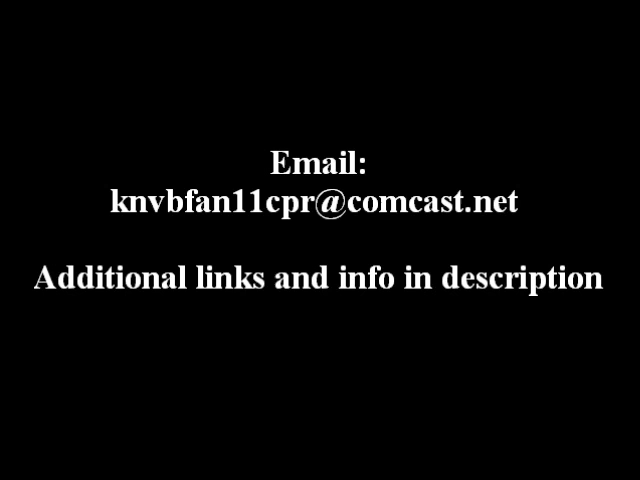 Email:
knvbfan11cpr@comcast.net
Additional links and info in description